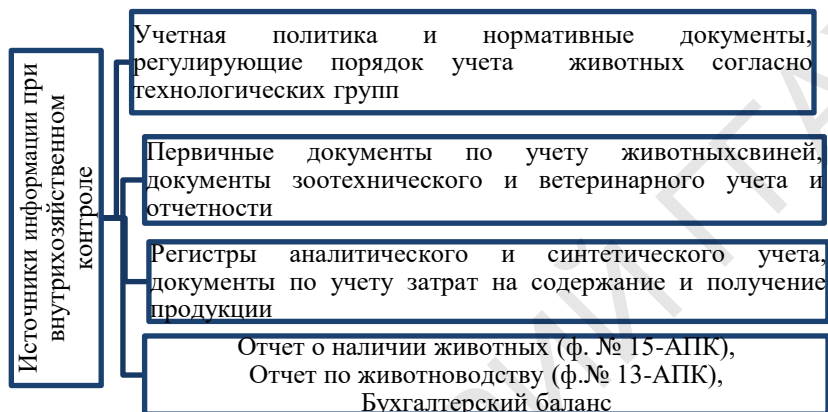 Источники информации при
внутрихозяйственном
контроле
Учетная политика и нормативные документы,
регулирующие порядок учета животных согласно
технологических групп
Первичные документы по учету животныхсвиней,
документы зоотехнического и ветеринарного учета и
отчетности
Регистры аналитического и синтетического учета,
документы по учету затрат на содержание и получение
продукции
Отчет о наличии животных (ф. № 15-АПК),
Отчет по животноводству (ф.№ 13-АПК),
Бухгалтерский баланс